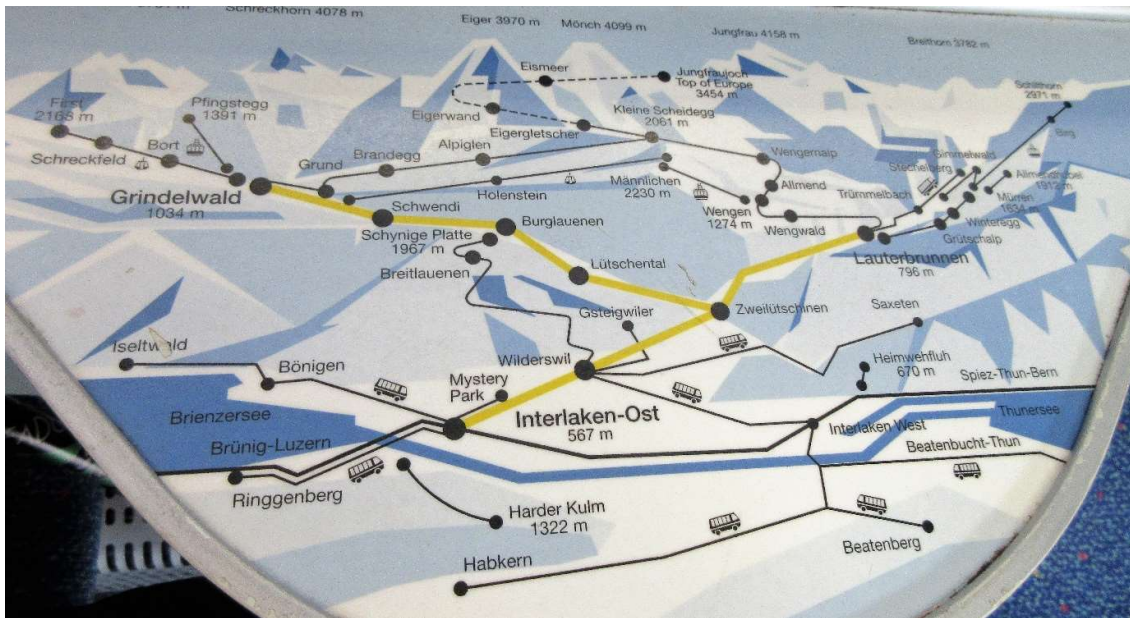 Schreckhorn 4078 m
Eiger 3970 m
Mönch 4099 m
Jungfrau 4158 m
Breithorn 3782 m
Eismeer
Jungfraujoch
Top of Europe
3454 m
Schilthorn
2971 m
First
2168 m
Pfingstegg
1391 m
Eigerwand
Eigergletscher
Kleine Scheidegg
2061 m
Birg
Schreckfeld
Bort
Grund
Brandegg
Alpiglen
Wengernalp
Gimmelwald
Stechelberg
Allmendhubel
1912 m
Grindelwald
1034 m
Holenstein
Männlichen
2230 m
Allmend
Trümmelbach
Mürren
1634 m
Schwendi
Wengen
1274 m
Wengwald
Winteregg
Grütschalp
Schynige Platte
1967 m
Burglauenen
Lauterbrunnen
796 m
Breitlauenen
Lütschental
Gsteigwiler
Zweilütschinen
Saxeten
Iseltwald
Bönigen
Wilderswil
Heimwehfluh
670 m
Mystery
Park
Spiez-Thun-Bern
Brienzersee
Interlaken-Ost
567 m
Thunersee
Interlaken West
Brünig-Luzern
Beatenbucht-Thun
Ringgenberg
Harder Kulm
1322 m
Beatenberg
Habkern